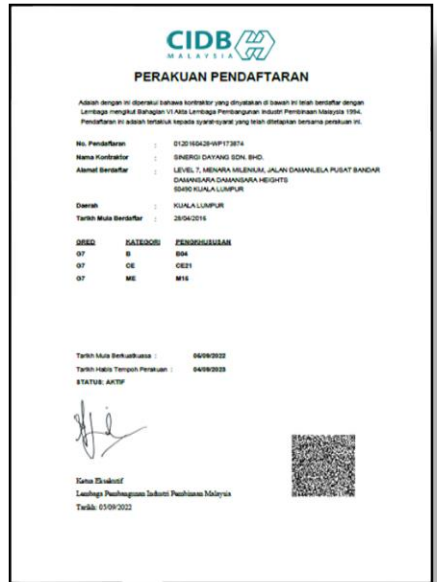 CIDB
MALAYSIA
PERAKUAN PENDAFTARAN
Adalah dengan ini diperakui bahawa kontraktor yang dinyatakan di bawah ini telah berdaftar dengan
Lembaga mengikut Bahagian VI Akta Lembaga Pembangunan Industri Pembinaan Malaysia 1994.
Pendaftaran ini adalah tertakluk kepada syarat-syarat yang telah ditetapkan bersama perakuan ini.
No. Pendaftaran : 0120160429-WP173874
Nama Kontraktor : SINERGI DAYANG SDN. BHD.
Alamat Berdaftar : LEVEL 7, MENARA MILENIUM, JALAN DAMANLELA PUSAT BANDAR
DAMANSARA DAMANSARA HEIGHTS
50490 KUALA LUMPUR
Daerah : KUALA LUMPUR
Tarikh Mula Berdaftar : 28/04/2016
GRED KATEGORI PENGKHUSUSAN
G7 B B04
G7 CE CE21
G7 ME M15
Tarikh Mula Berkuatkuasa : 05/09/2022
Tarikh Habis Tempoh Perakuan : 04/09/2023
STATUS: AKTIF
Ketua Eksekutif
Lembaga Pembangunan Industri Pembinaan Malaysia
Tarikh: 05/09/2022